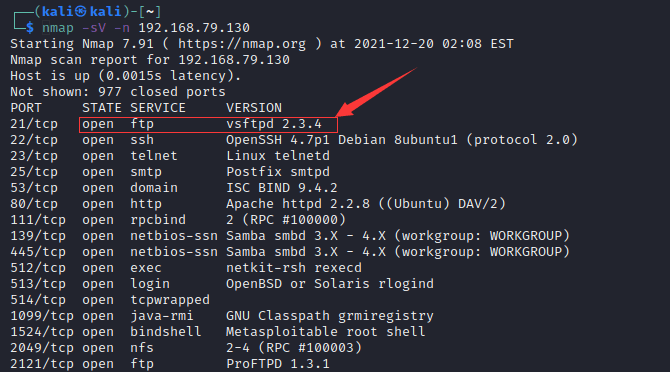 ┌──(kali㉿kali)-[~]
└─$ nmap -sV -n 192.168.79.130
Starting Nmap 7.91 ( https://nmap.org ) at 2021-12-20 02:08 EST
Nmap scan report for 192.168.79.130
Host is up (0.0015s latency).
Not shown: 977 closed ports
PORT     STATE SERVICE     VERSION
21/tcp   open  ftp         vsftpd 2.3.4
22/tcp   open  ssh         OpenSSH 4.7p1 Debian 8ubuntu1 (protocol 2.0)
23/tcp   open  telnet      Linux telnetd
25/tcp   open  smtp        Postfix smtpd
53/tcp   open  domain      ISC BIND 9.4.2
80/tcp   open  http        Apache httpd 2.2.8 ((Ubuntu) DAV/2)
111/tcp  open  rpcbind     2 (RPC #100000)
139/tcp  open  netbios-ssn Samba smbd 3.X - 4.X (workgroup: WORKGROUP)
445/tcp  open  netbios-ssn Samba smbd 3.X - 4.X (workgroup: WORKGROUP)
512/tcp  open  exec        netkit-rsh rexecd
513/tcp  open  login       OpenBSD or Solaris rlogind
514/tcp  open  tcpwrapped
1099/tcp open  java-rmi    GNU Classpath grmiregistry
1524/tcp open  bindshell   Metasploitable root shell
2049/tcp open  nfs         2-4 (RPC #100003)
2121/tcp open  ftp         ProFTPD 1.3.1